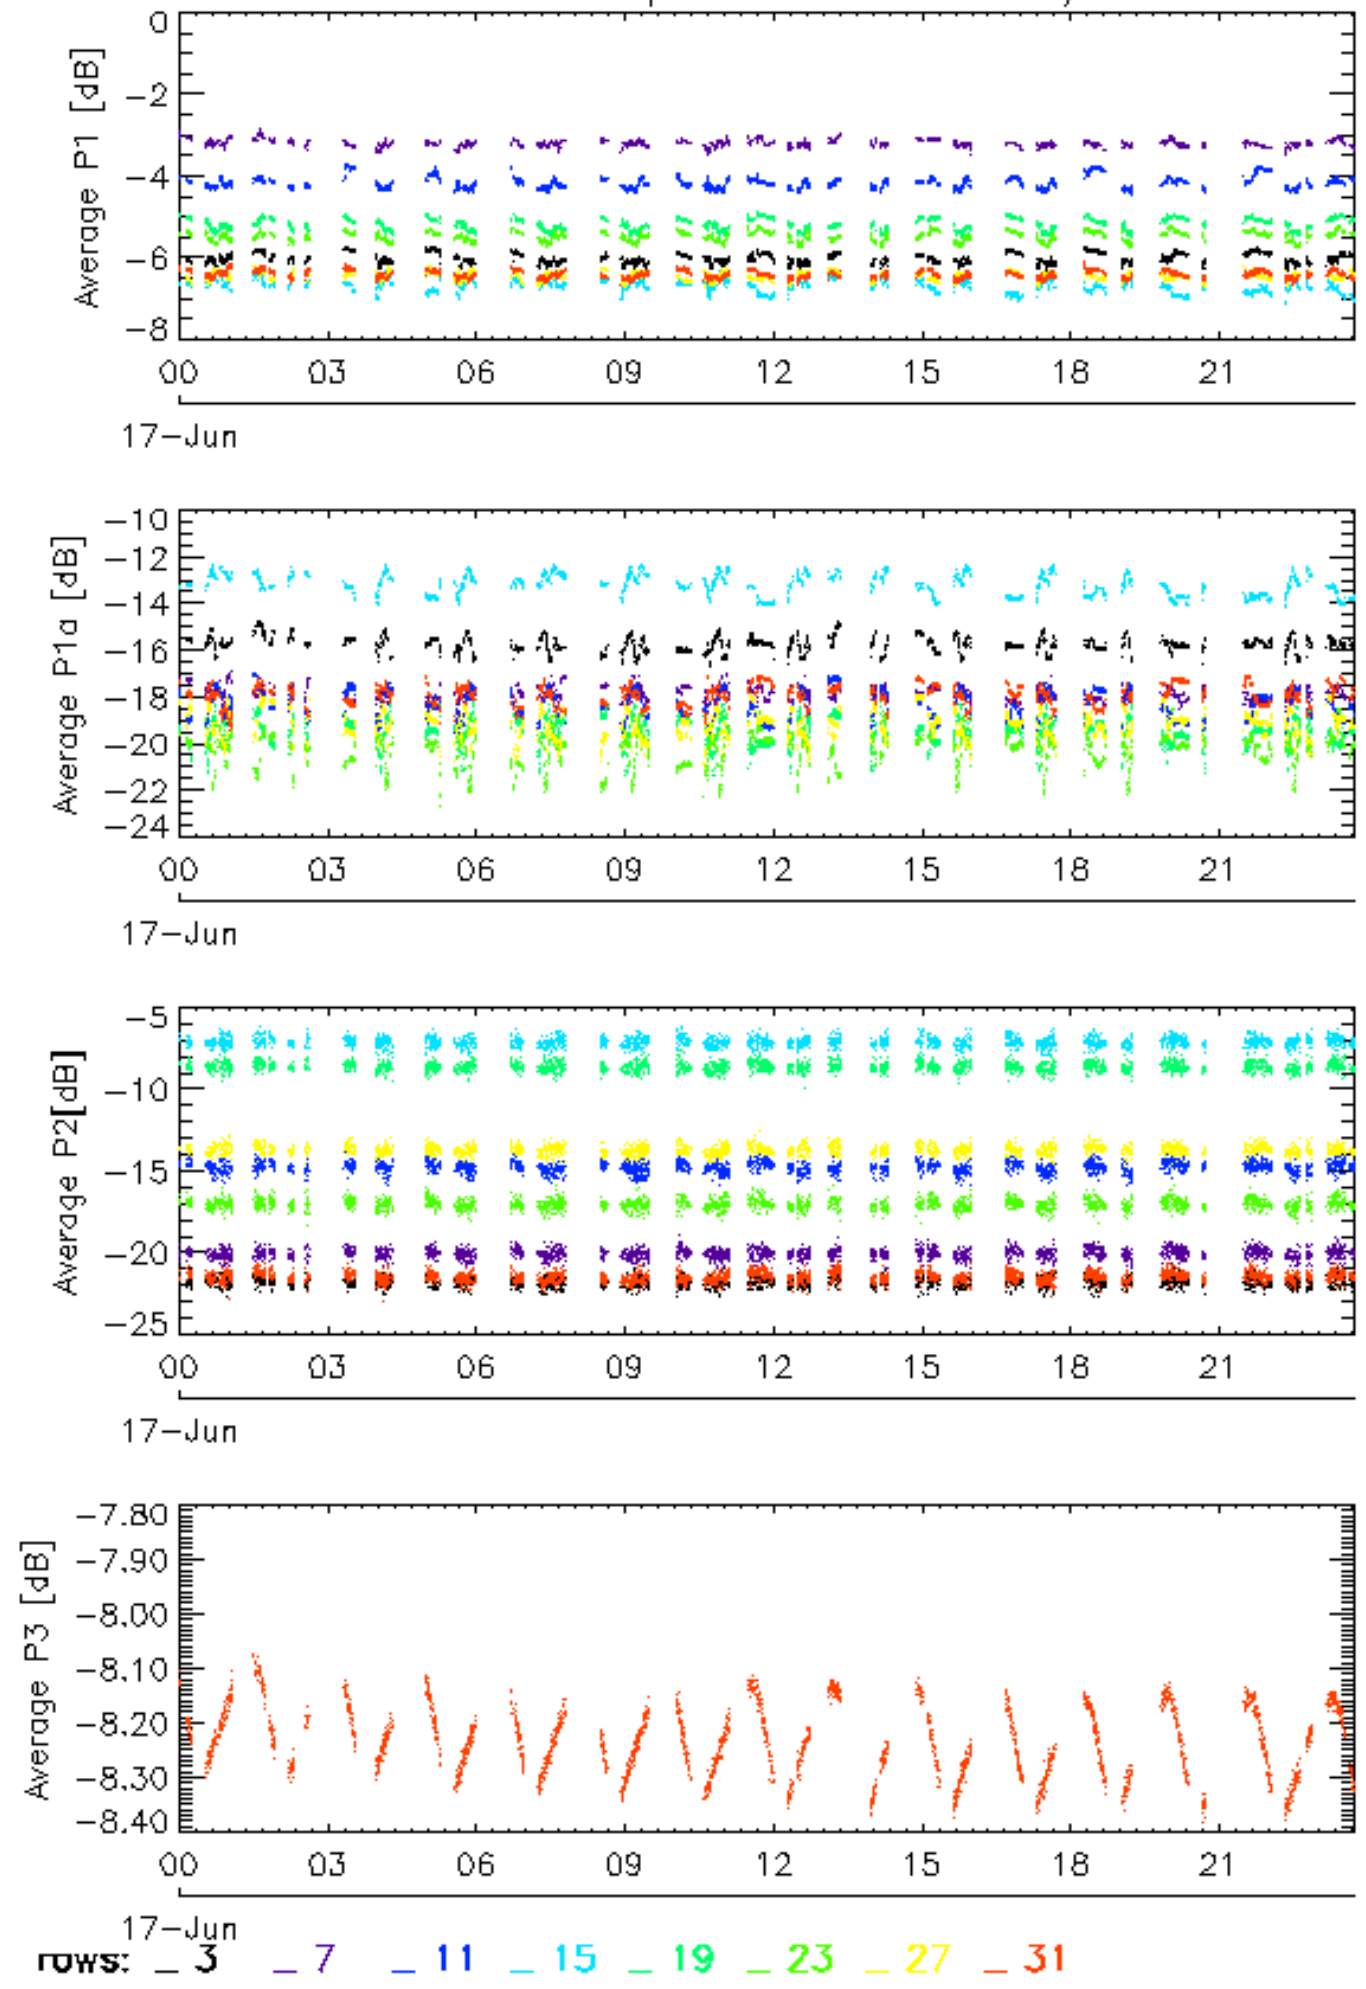 0
-2
-4
-6
-8
Average P1 [dB]
00 03 06 09 12 15 18 21
17-Jun
-10
-12
-14
-16
-18
-20
-22
-24
Average P1a [dB]
00 03 06 09 12 15 18 21
17-Jun
-5
-10
-15
-20
-25
Average P2[dB]
00 03 06 09 12 15 18 21
17-Jun
-7.80
-7.90
-8.00
-8.10
-8.20
-8.30
-8.40
Average P3 [dB]
00 03 06 09 12 15 18 21
17-Jun
rows: _ 3 _ 7 _ 11 _ 15 _ 19 _ 23 _ 27 _ 31